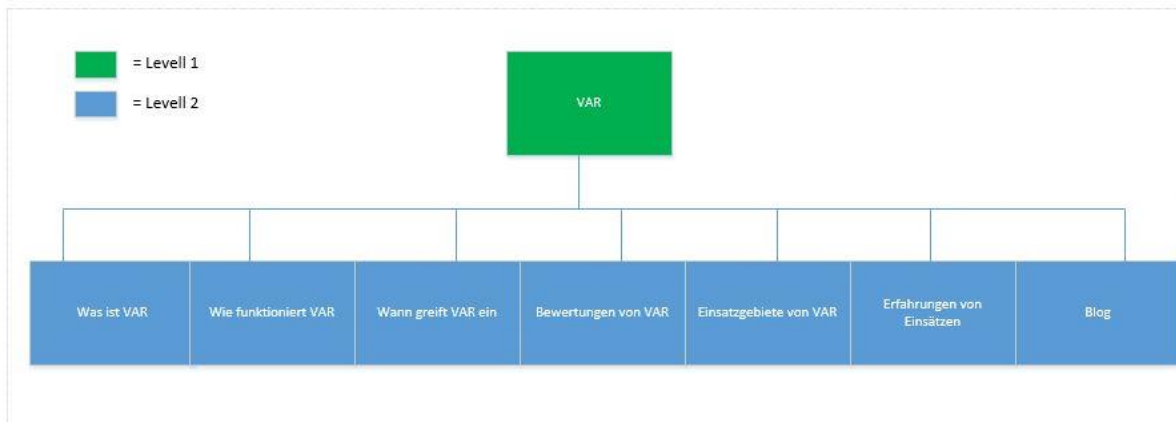 = Levell 1
= Levell 2
VAR
Was ist VAR
Wie funktioniert VAR
Wann greift VAR ein
Bewertungen von VAR
Einsatzgebiete von VAR
Erfahrungen von
Einsätzen
Blog